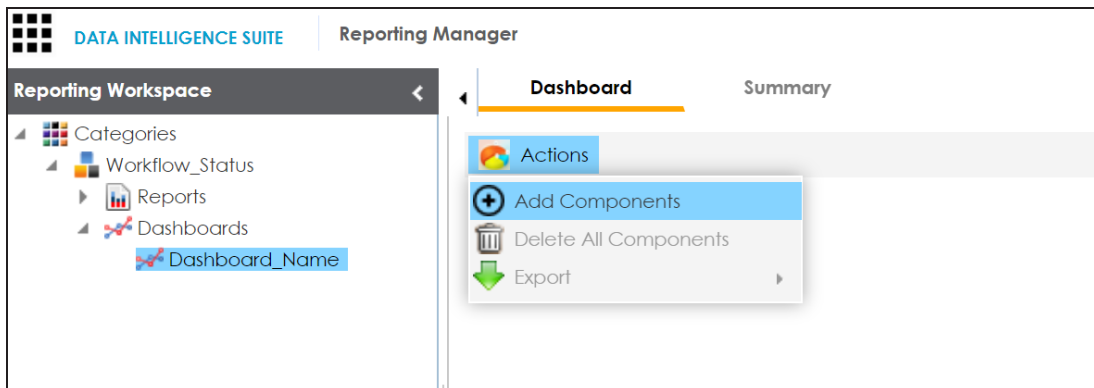 DATA INTELLIGENCE SUITE Reporting Manager
Reporting Workspace
Dashboard Summary
Categories
Workflow_Status
Reports
Dashboards
Dashboard_Name
Actions
Add Components
Delete All Components
Export